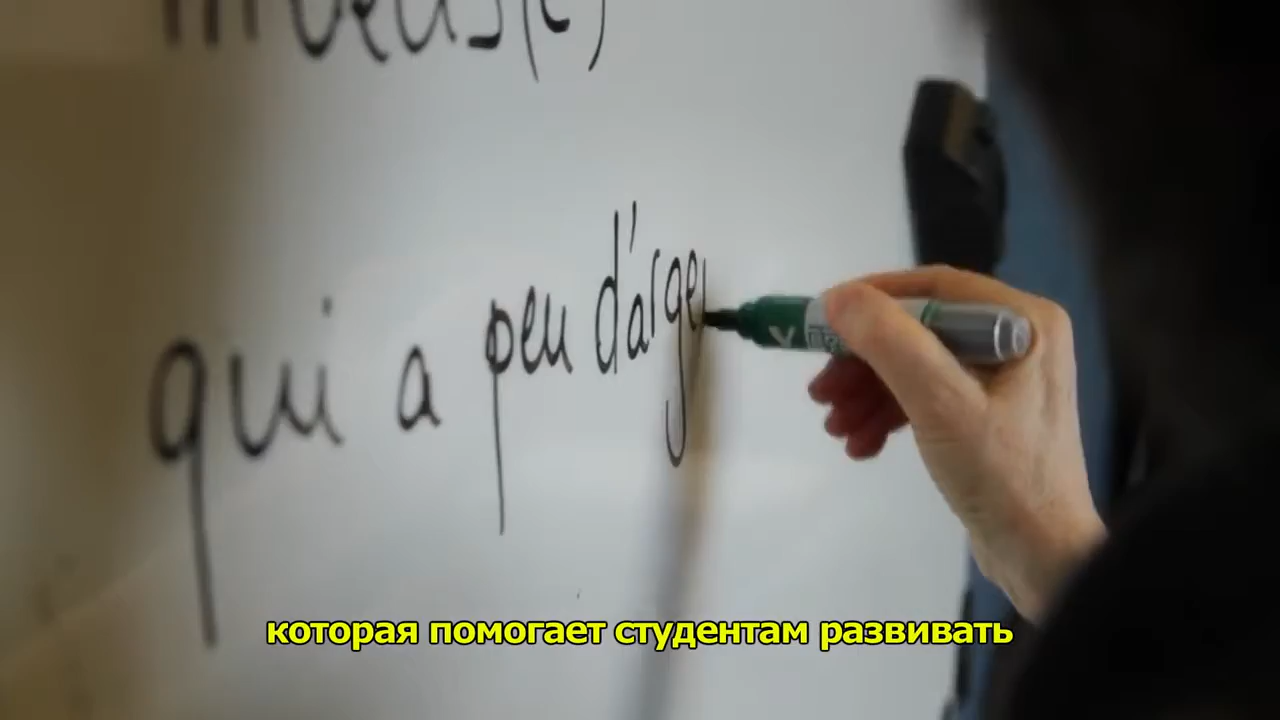 qui a peu d'arge
которая помогает студентам развивать